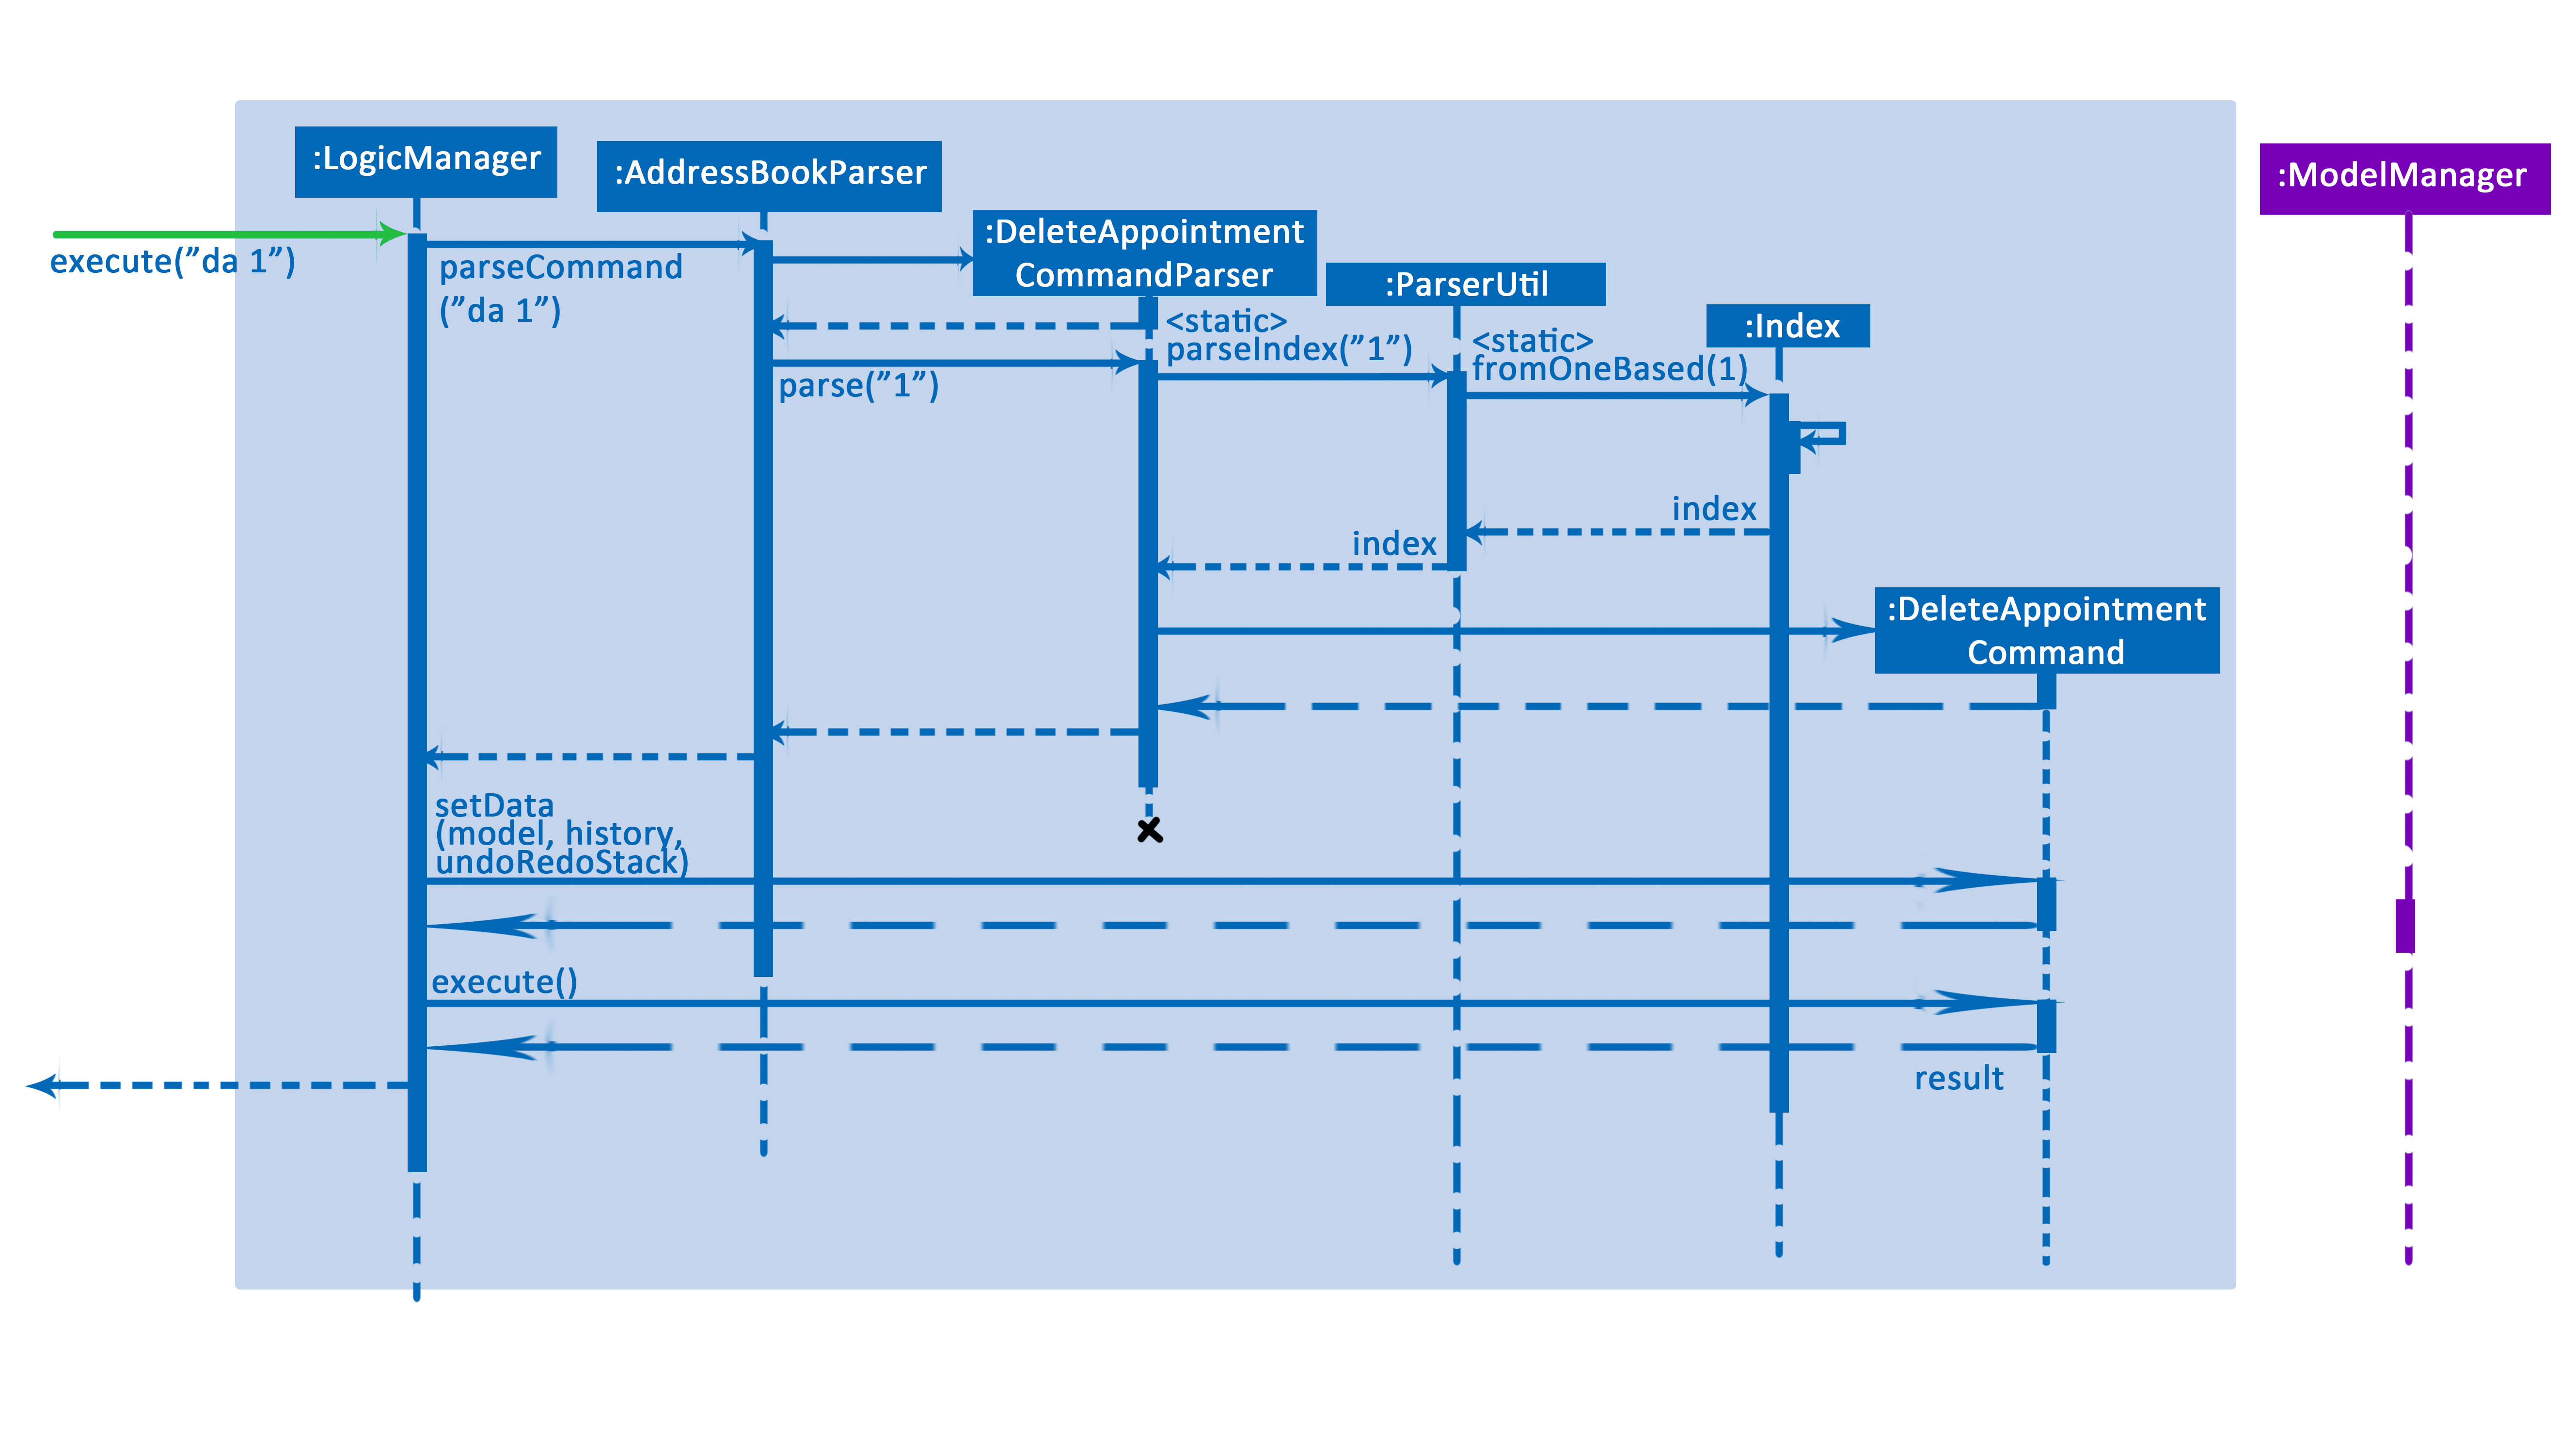 :LogicManager
:AddressBookParser
:ModelManager
:DeleteAppointment
CommandParser
:ParserUtil
:Index
execute(”da 1”)
parseCommand
(”da 1”)
<static>
parseIndex(”1”)
<static>
fromOneBased(1)
parse(”1”)
index
index
:DeleteAppointment
Command
setData
(model, history,
undoRedoStack)
execute()
result